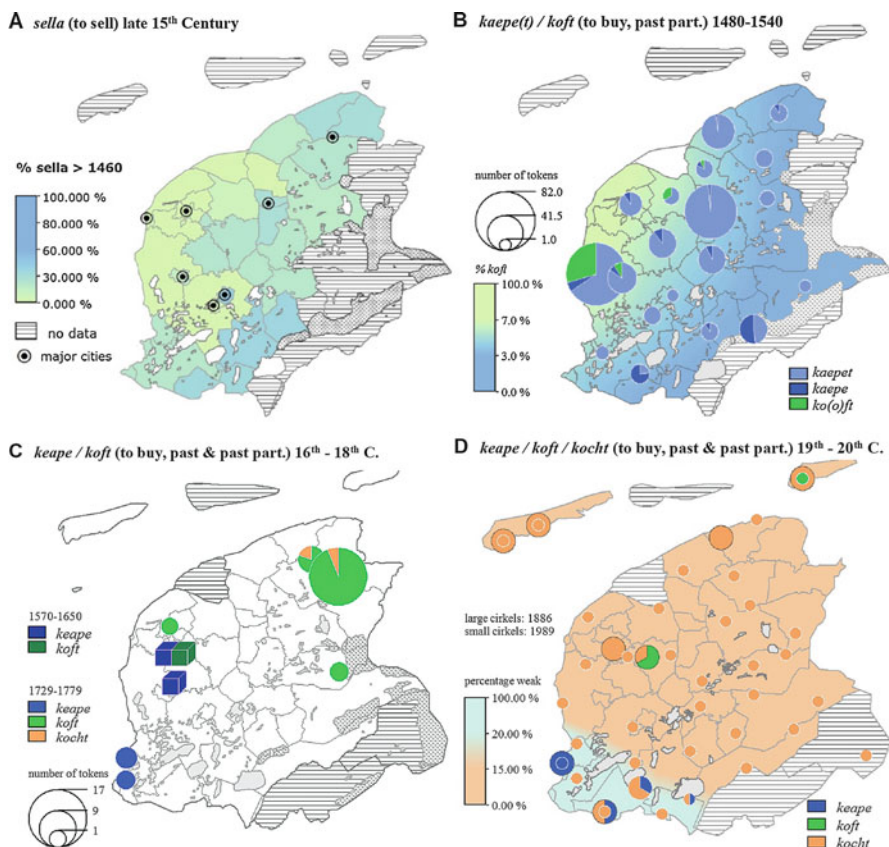 A sella (to sell) late 15th Century
% sella > 1460
100.000 %
80.000 %
60.000 %
30.000 %
0.000 %
no data
major cities
B kaepe(t) / koft (to buy, past part.) 1480-1540
number of tokens
82.0
41.5
1.0
% koft
100.0 %
7.0 %
3.0 %
0.0 %
kaepet
kaepe
ko(o)ft
C keape / koft (to buy, past & past part.) 16th - 18th C.
1570-1650
keape
koft
1729-1779
keape
koft
kocht
number of tokens
17
9
1
D keape / koft / kocht (to buy, past & past part.) 19th - 20th C.
large cirkels: 1886
small cirkels: 1989
percentage weak
100.00 %
15.00 %
0.00 %
keape
koft
kocht